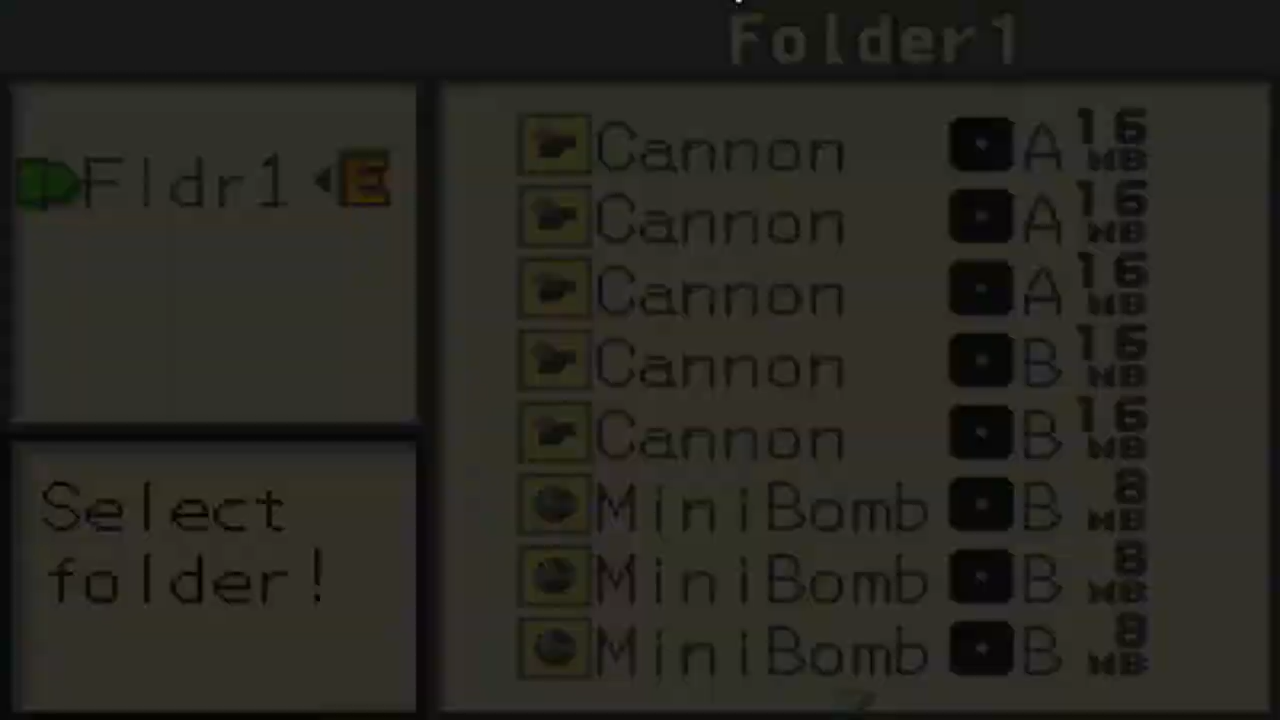 Folder1
Fldr1 E
Select
folder!
Cannon A 16 MB
Cannon A 16 MB
Cannon A 16 MB
Cannon B 16 MB
Cannon B 16 MB
MiniBomb B 8 MB
MiniBomb B 8 MB
MiniBomb B 8 MB